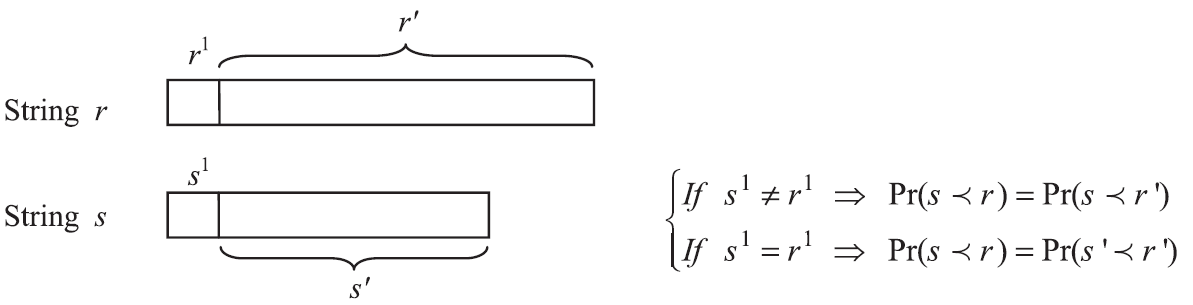 r′
r¹
String r
s¹
String s
s′
If s¹ ≠ r¹ ⇒ Pr(s ≺ r) = Pr(s ≺ r')
If s¹ = r¹ ⇒ Pr(s ≺ r) = Pr(s' ≺ r')